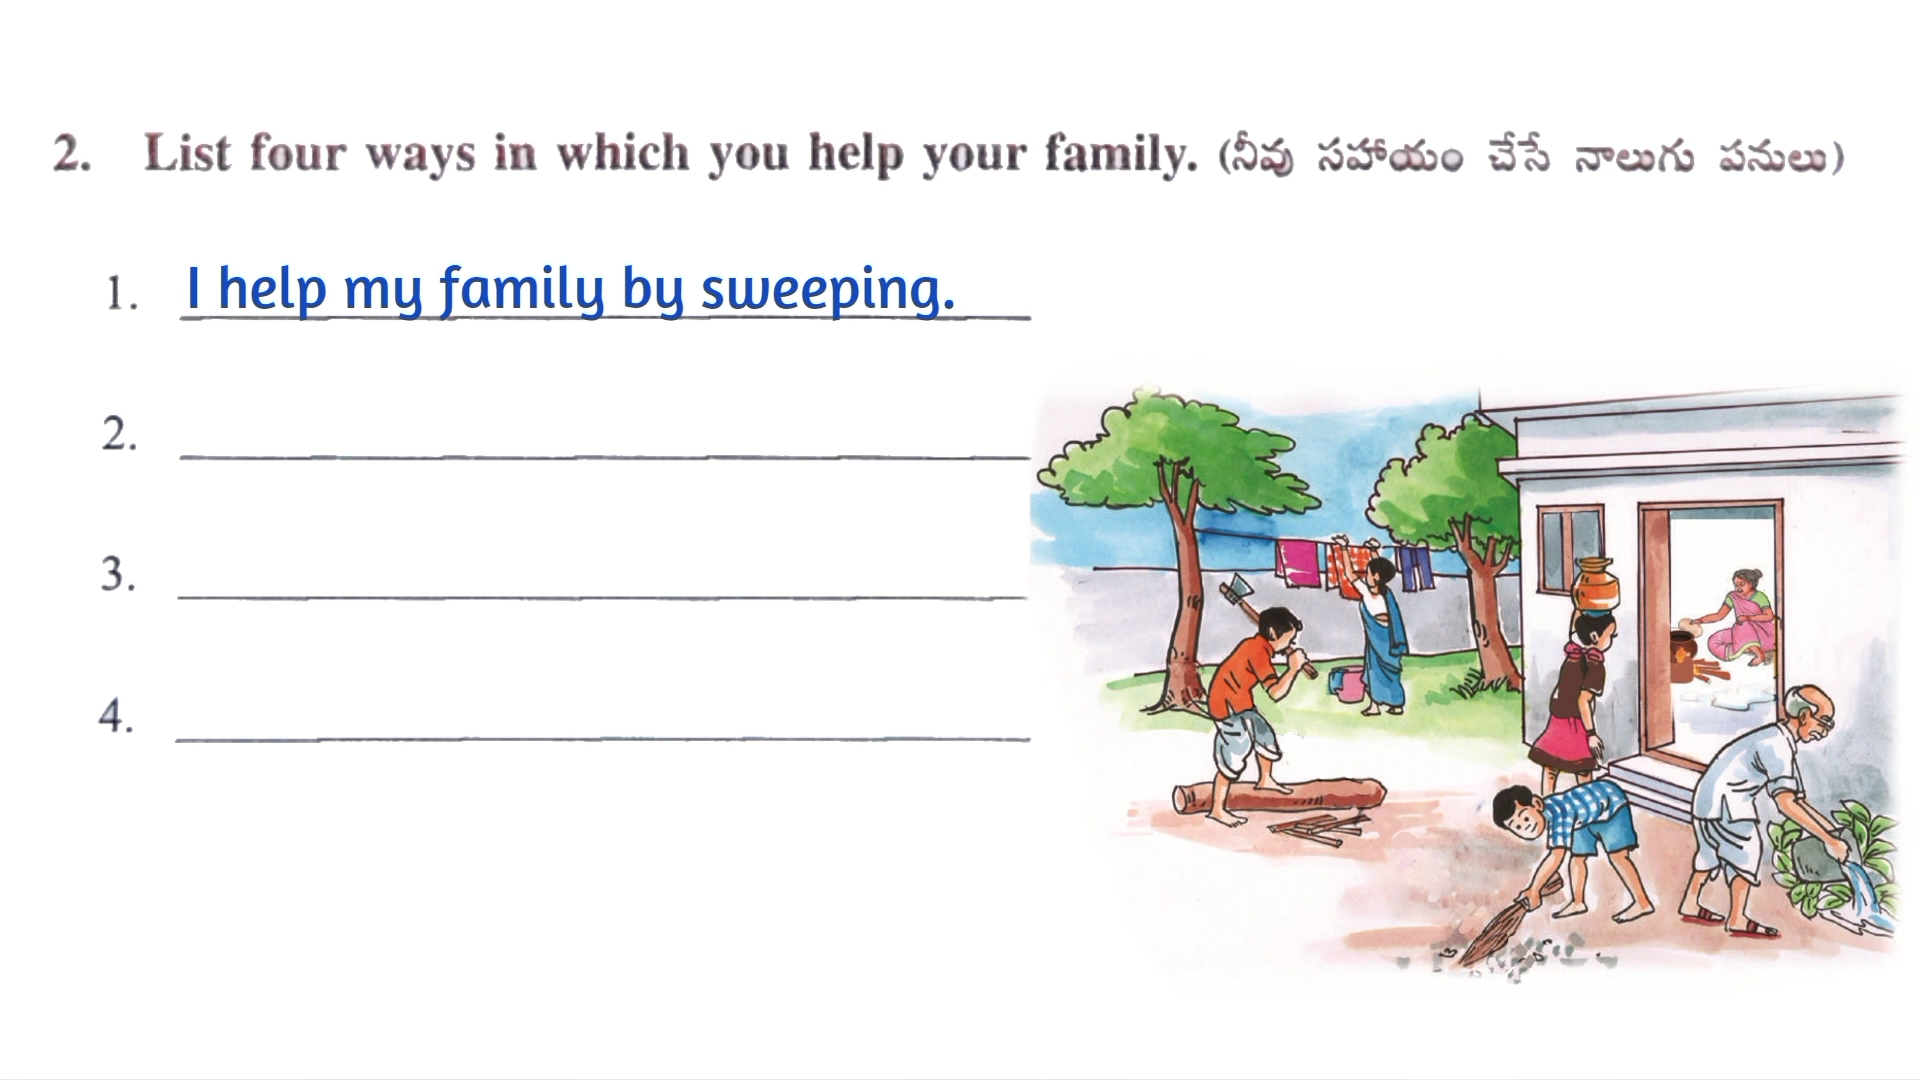 2. List four ways in which you help your family. (నీవు సహాయం చేసే నాలుగు పనులు)
1. I help my family by sweeping.
2.
3.
4.